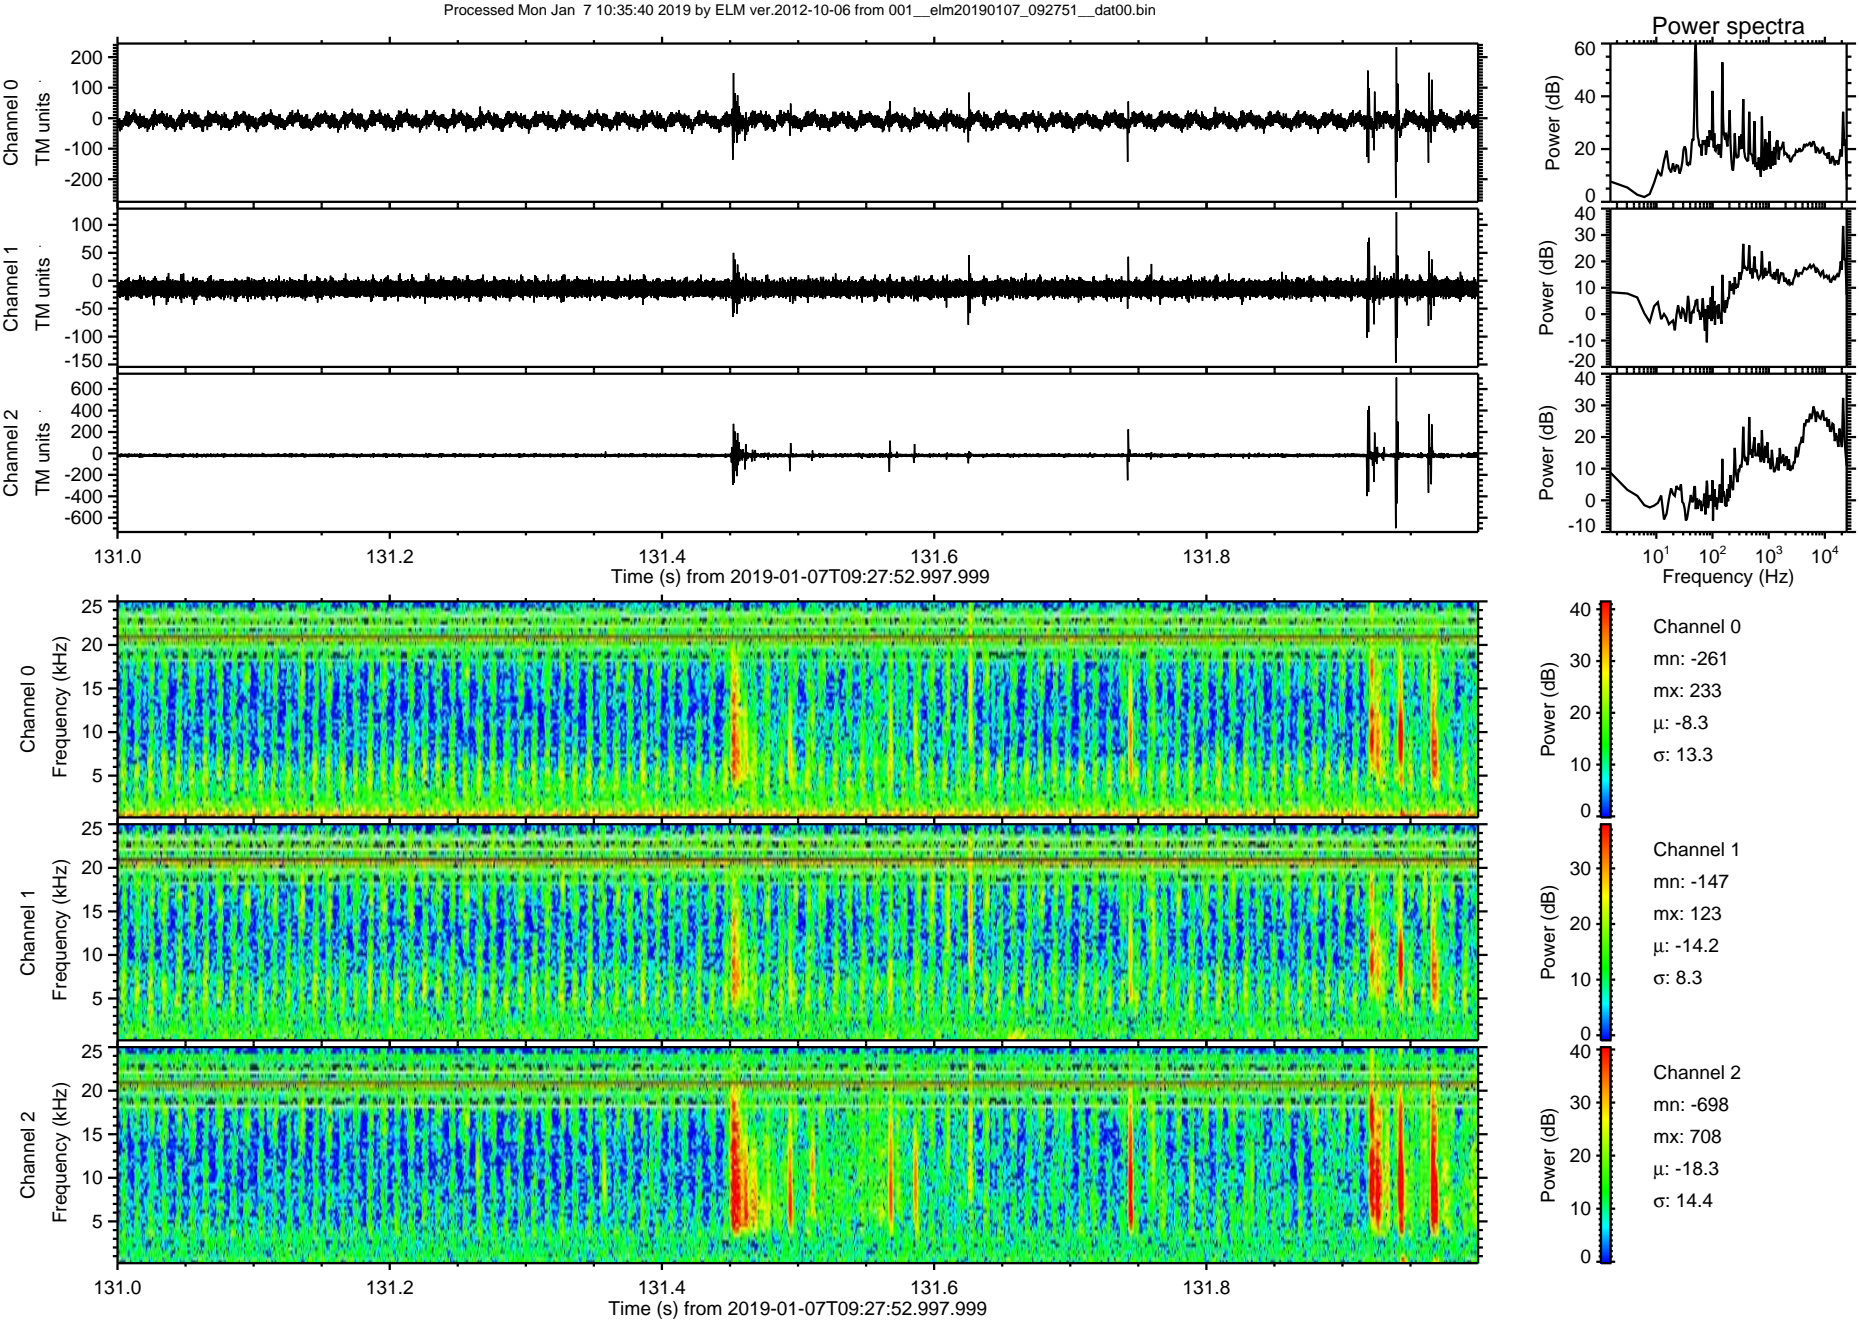 Processed Mon Jan  7 10:35:40 2019 by ELM ver.2012-10-06 from 001__elm20190107_092751__dat00.bin
Power spectra
Channel 0
TM units
200
100
0
-100
-200
Power (dB)
60
40
20
0
Channel 1
TM units
100
50
0
-50
-100
-150
Power (dB)
40
30
20
10
0
-10
-20
Channel 2
TM units
600
400
200
0
-200
-400
-600
Power (dB)
40
30
20
10
0
-10
131.0 131.2 131.4 131.6 131.8
Time (s) from 2019-01-07T09:27:52.997.999
10¹ 10² 10³ 10⁴
Frequency (Hz)
Channel 0
Frequency (kHz)
25
20
15
10
5
Power (dB)
40
30
20
10
0
Channel 0
mn: -261
mx: 233
μ: -8.3
σ: 13.3
Channel 1
Frequency (kHz)
25
20
15
10
5
Power (dB)
30
20
10
0
Channel 1
mn: -147
mx: 123
μ: -14.2
σ: 8.3
Channel 2
Frequency (kHz)
25
20
15
10
5
Power (dB)
40
30
20
10
0
Channel 2
mn: -698
mx: 708
μ: -18.3
σ: 14.4
131.0 131.2 131.4 131.6 131.8
Time (s) from 2019-01-07T09:27:52.997.999